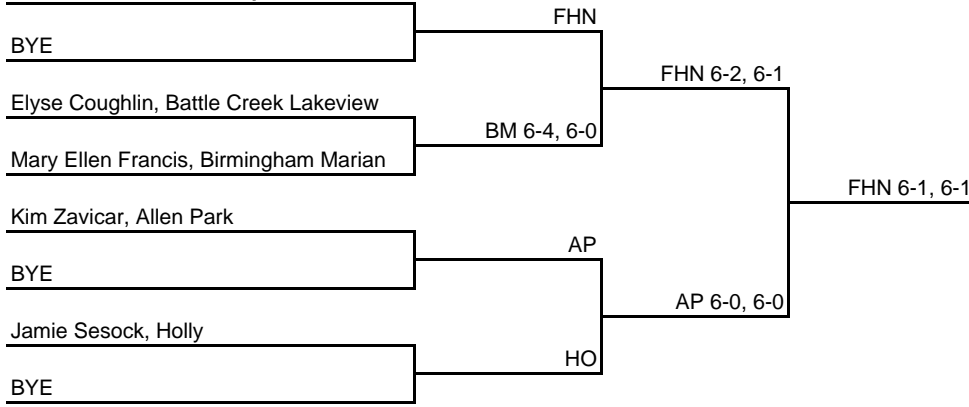 FHN
BYE
FHN 6-2, 6-1
Elyse Coughlin, Battle Creek Lakeview
BM 6-4, 6-0
Mary Ellen Francis, Birmingham Marian
FHN 6-1, 6-1
Kim Zavicar, Allen Park
AP
BYE
AP 6-0, 6-0
Jamie Sesock, Holly
HO
BYE